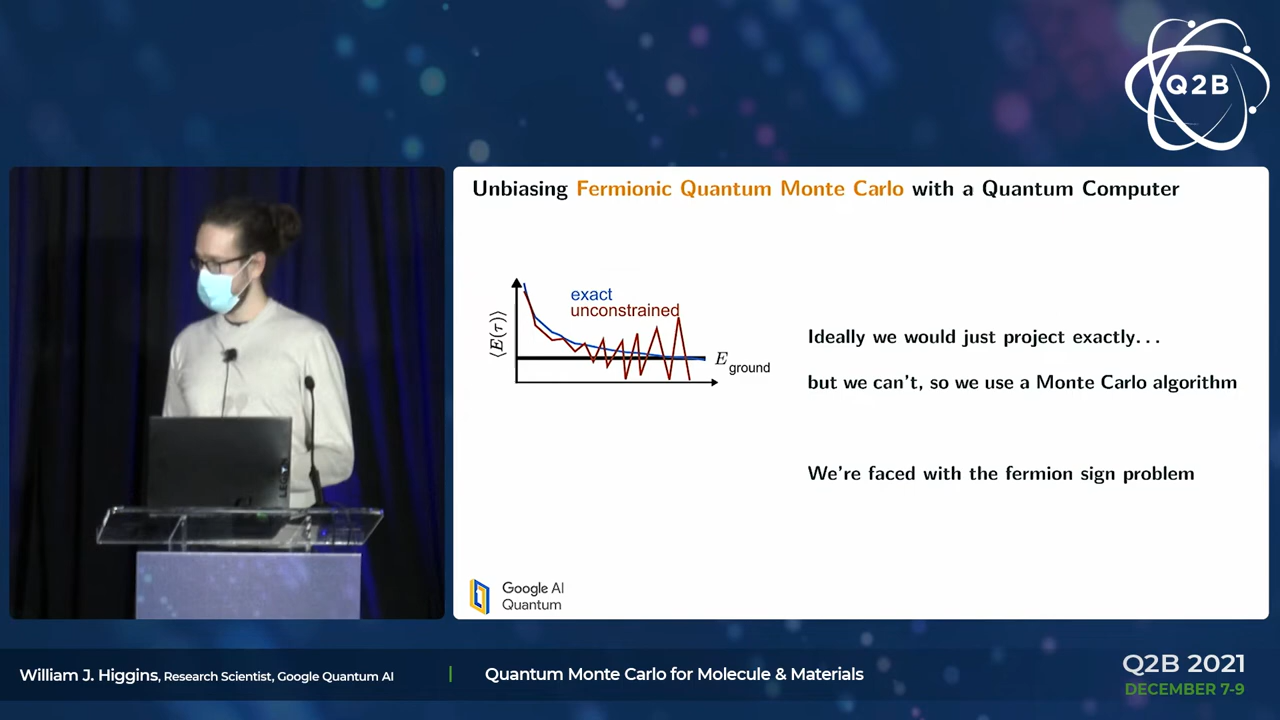 Q2B
Unbiasing Fermionic Quantum Monte Carlo with a Quantum Computer
exact
unconstrained
⟨E(τ)⟩
E ground
Ideally we would just project exactly...
but we can't, so we use a Monte Carlo algorithm
We're faced with the fermion sign problem
Google AI
Quantum
William J. Higgins, Research Scientist, Google Quantum AI
Quantum Monte Carlo for Molecule & Materials
Q2B 2021
DECEMBER 7-9